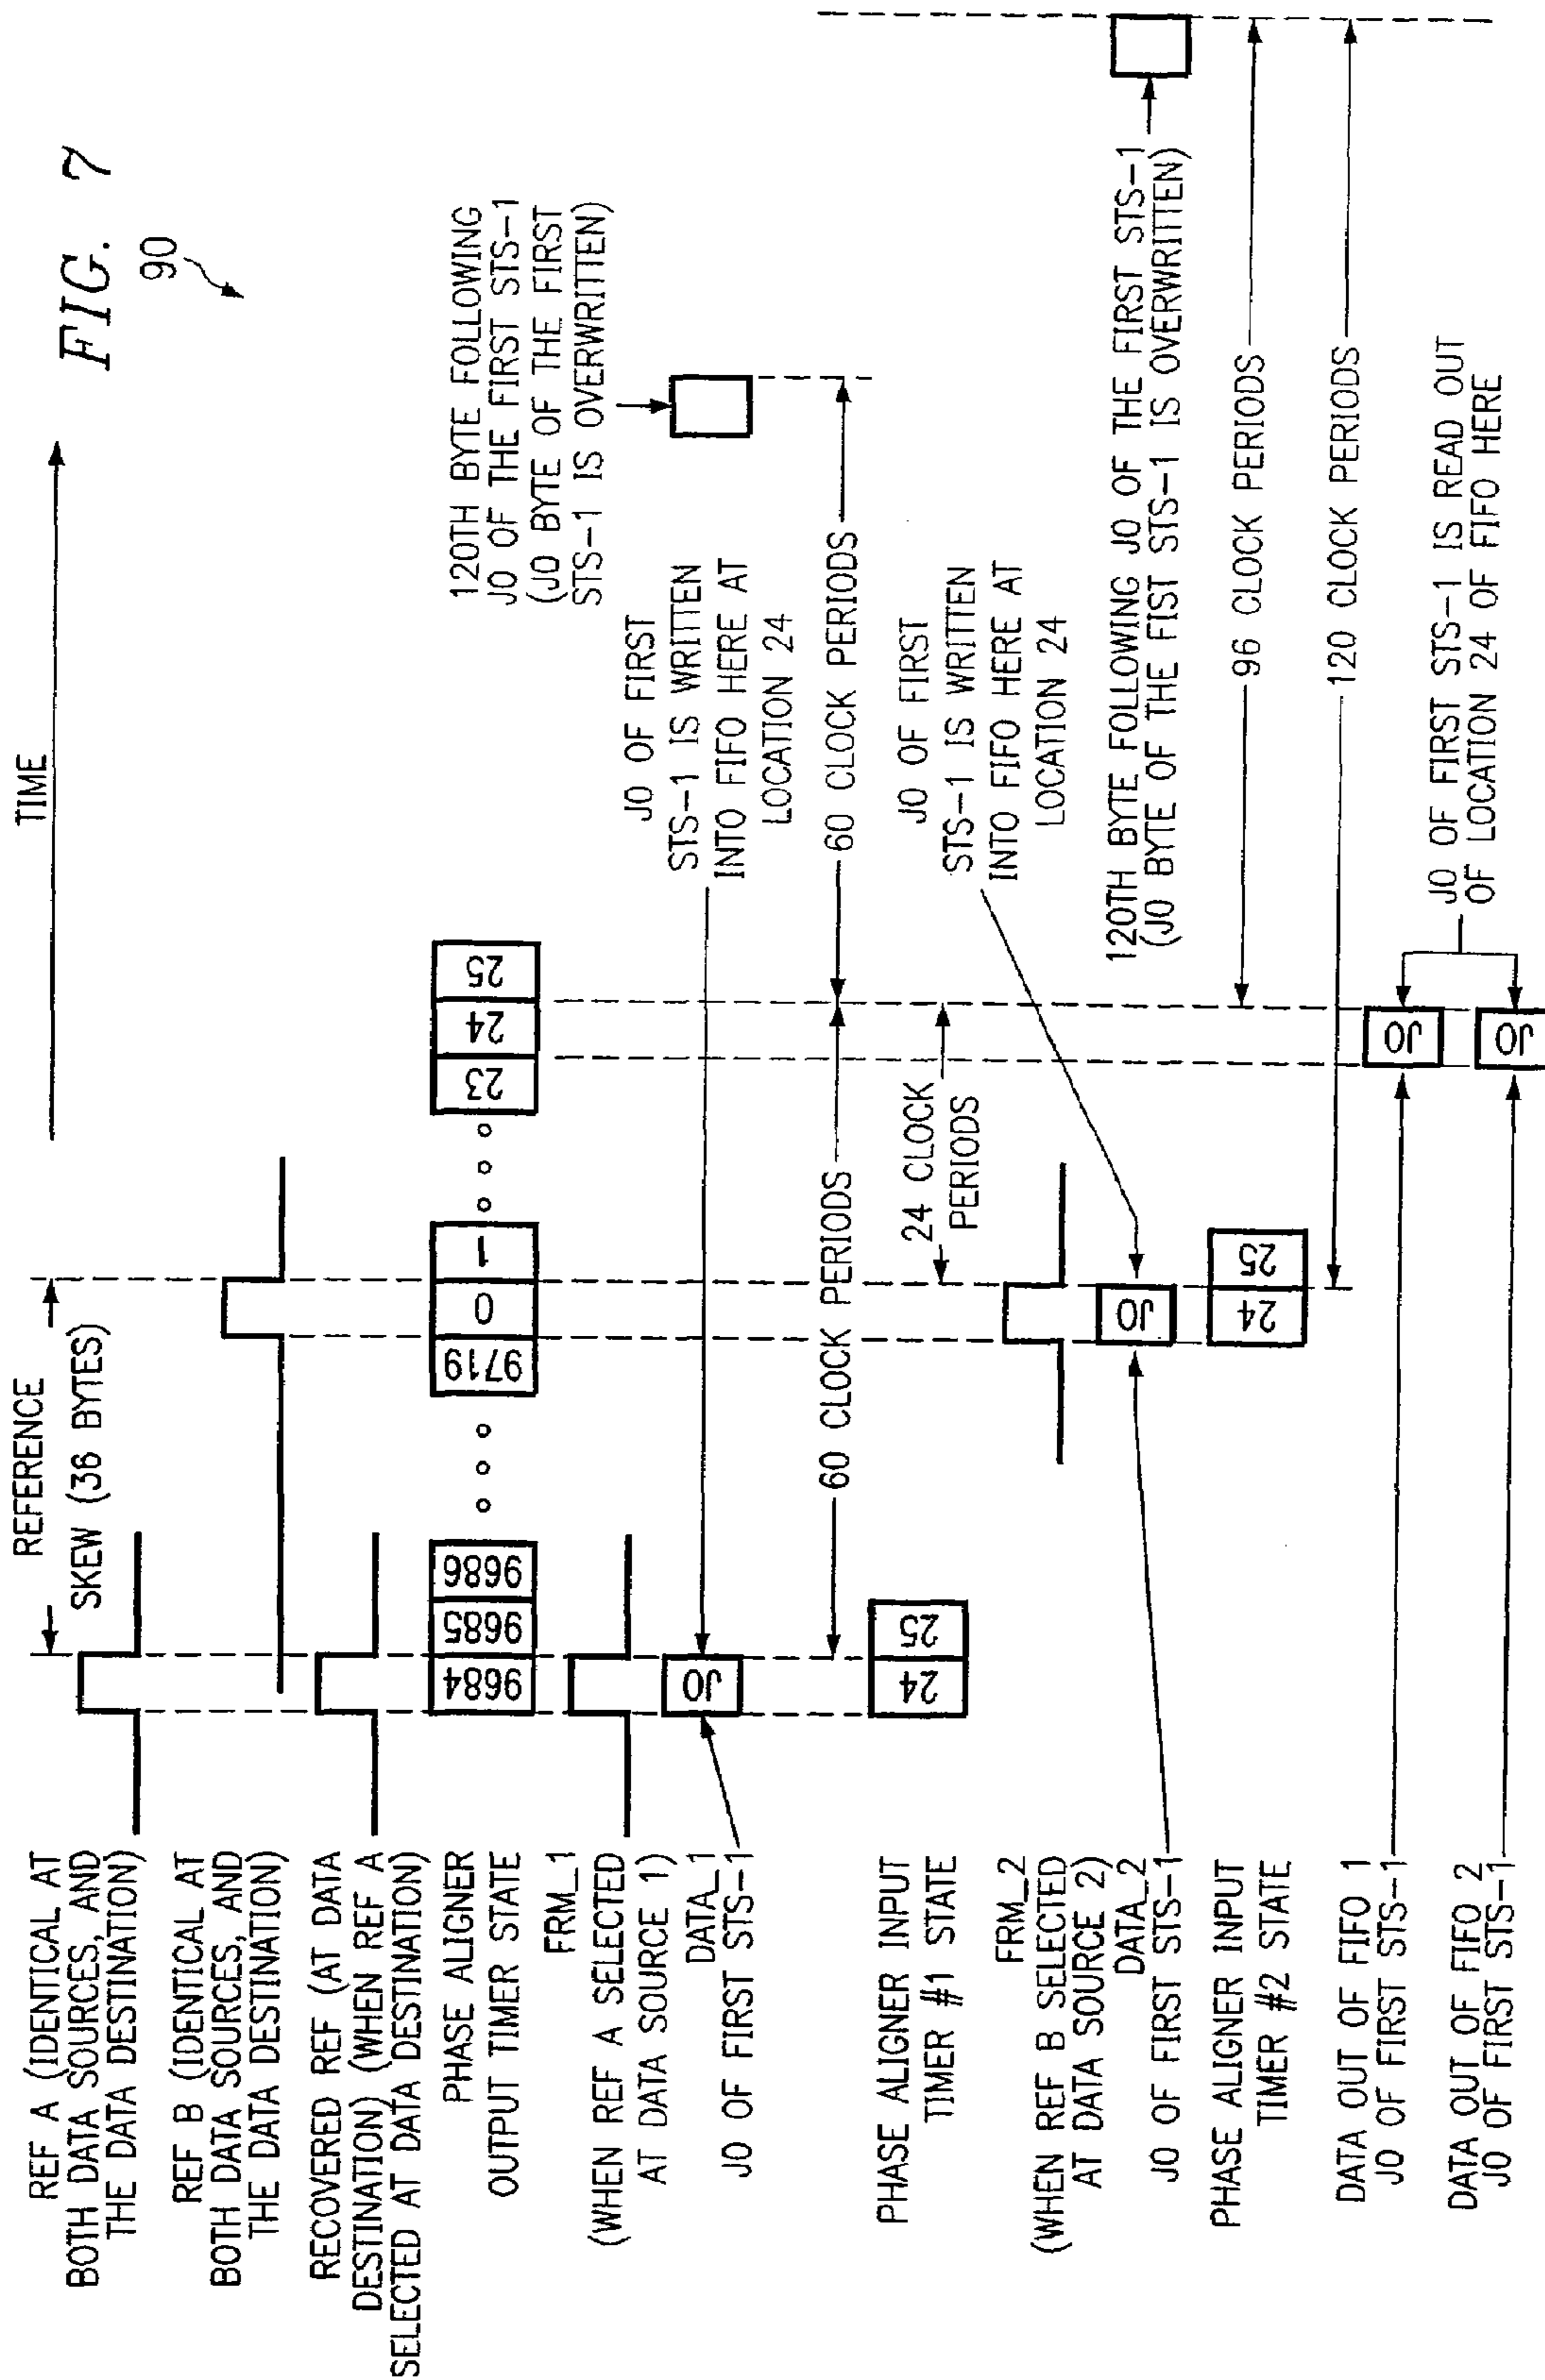 FIG. 7
90
TIME
REFERENCE
SKEW (36 BYTES)
REF A (IDENTICAL AT
BOTH DATA SOURCES, AND
THE DATA DESTINATION)
REF B (IDENTICAL AT
BOTH DATA SOURCES, AND
THE DATA DESTINATION)
RECOVERED REF (AT DATA
DESTINATION) (WHEN REF A
SELECTED AT DATA DESTINATION)
PHASE ALIGNER
OUTPUT TIMER STATE
9684
9685
9686
9719
0
1
23
24
25
FRM_1
(WHEN REF A SELECTED
AT DATA SOURCE 1)
DATA_1
J0 OF FIRST STS-1
J0
J0 OF FIRST
STS-1 IS WRITTEN
INTO FIFO HERE AT
LOCATION 24
120TH BYTE FOLLOWING
J0 OF THE FIRST STS-1
(J0 BYTE OF THE FIRST
STS-1 IS OVERWRITTEN)
60 CLOCK PERIODS
60 CLOCK PERIODS
PHASE ALIGNER INPUT
TIMER #1 STATE
24
25
24 CLOCK
PERIODS
J0 OF FIRST
STS-1 IS WRITTEN
INTO FIFO HERE AT
LOCATION 24
FRM_2
(WHEN REF B SELECTED
AT DATA SOURCE 2)
DATA_2
J0 OF FIRST STS-1
J0
120TH BYTE FOLLOWING J0 OF THE FIRST STS-1
(J0 BYTE OF THE FIST STS-1 IS OVERWRITTEN)
PHASE ALIGNER INPUT
TIMER #2 STATE
24
25
96 CLOCK PERIODS
120 CLOCK PERIODS
DATA OUT OF FIFO 1
J0 OF FIRST STS-1
J0
J0 OF FIRST STS-1 IS READ OUT
OF LOCATION 24 OF FIFO HERE
DATA OUT OF FIFO 2
J0 OF FIRST STS-1
J0